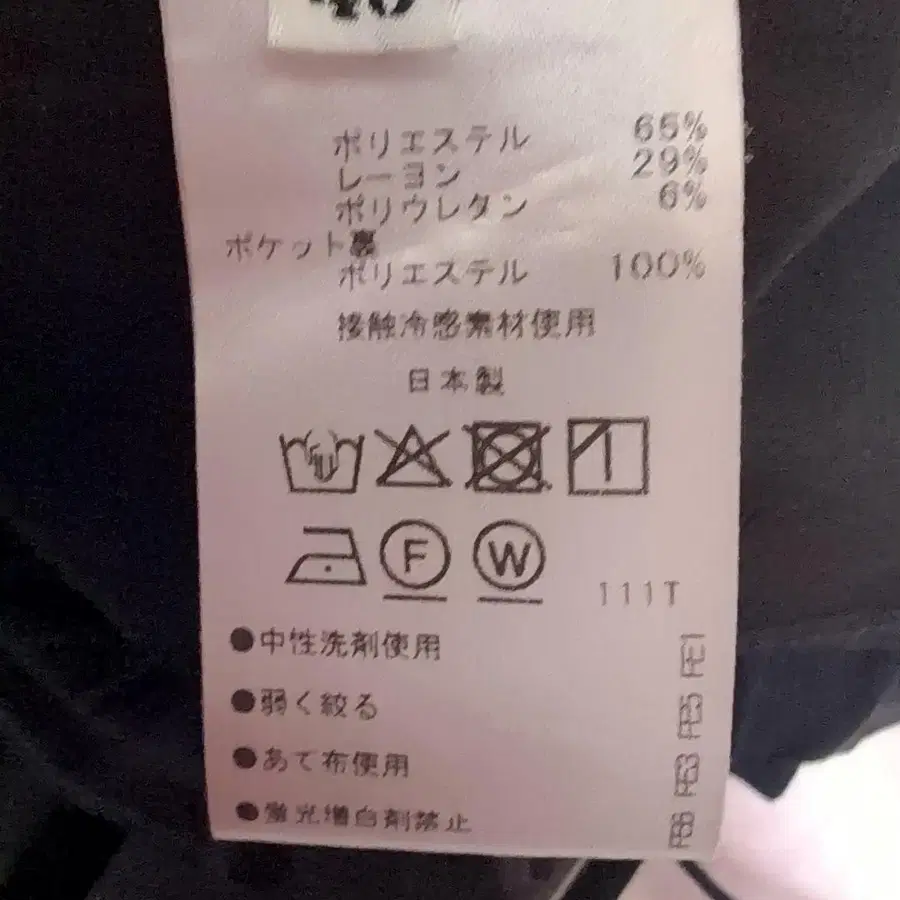 40
ポリエステル 65%
レーヨン 29%
ポリウレタン 6%
ポケット裏
ポリエステル 100%
接触冷感素材使用
日本製
F W
111T
●中性洗剤使用
●弱く絞る
●あて布使用
●蛍光増白剤禁止